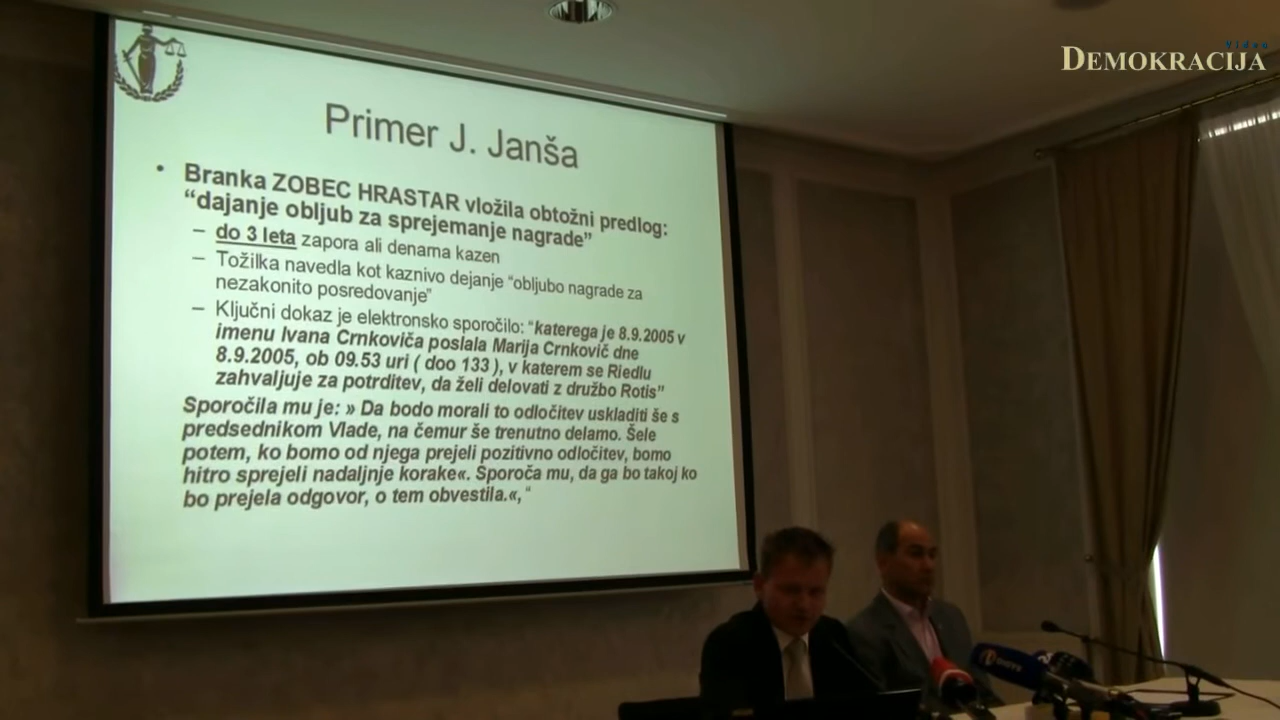 Video
DEMOKRACIJA
Primer J. Janša
• Branka ZOBEC HRASTAR vložila obtožni predlog:
“dajanje obljub za sprejemanje nagrade”
– do 3 leta zapora ali denarna kazen
– Tožilka navedla kot kaznivo dejanje “obljubo nagrade za
nezakonito posredovanje”
– Ključni dokaz je elektronsko sporočilo: “katerega je 8.9.2005 v
imenu Ivana Crnkoviča poslala Marija Crnkovič dne
8.9.2005, ob 09.53 uri ( doo 133 ), v katerem se Riedlu
zahvaljuje za potrditev, da želi delovati z družbo Rotis”
Sporočila mu je: » Da bodo morali to odločitev uskladiti še s
predsednikom Vlade, na čemur še trenutno delamo. Šele
potem, ko bomo od njega prejeli pozitivno odločitev, bomo
hitro sprejeli nadaljnje korake«. Sporoča mu, da ga bo takoj ko
bo prejela odgovor, o tem obvestila.«,“